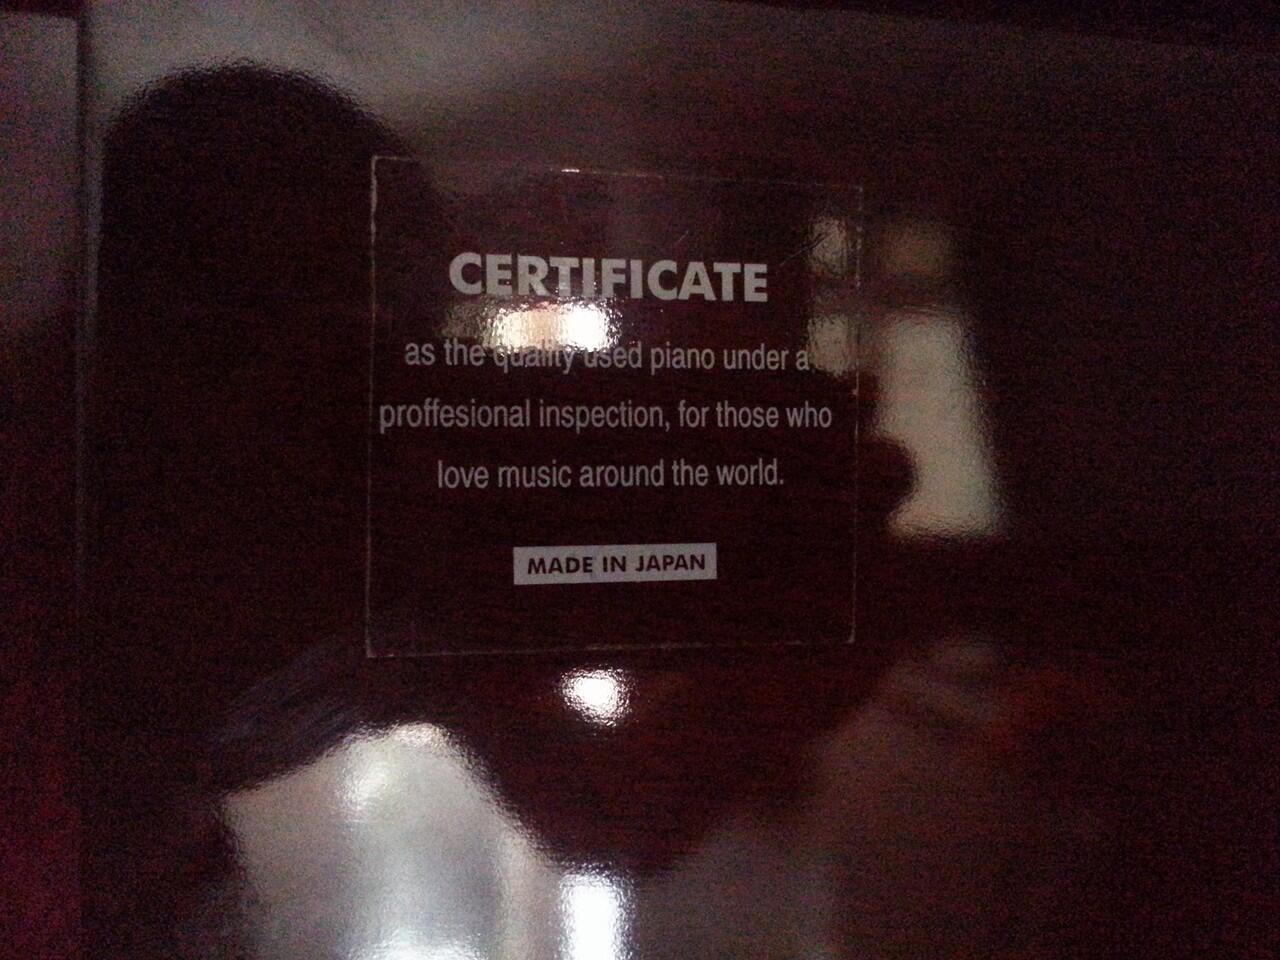 CERTIFICATE
as the quality used piano under a
proffesional inspection, for those who
love music around the world.
MADE IN JAPAN